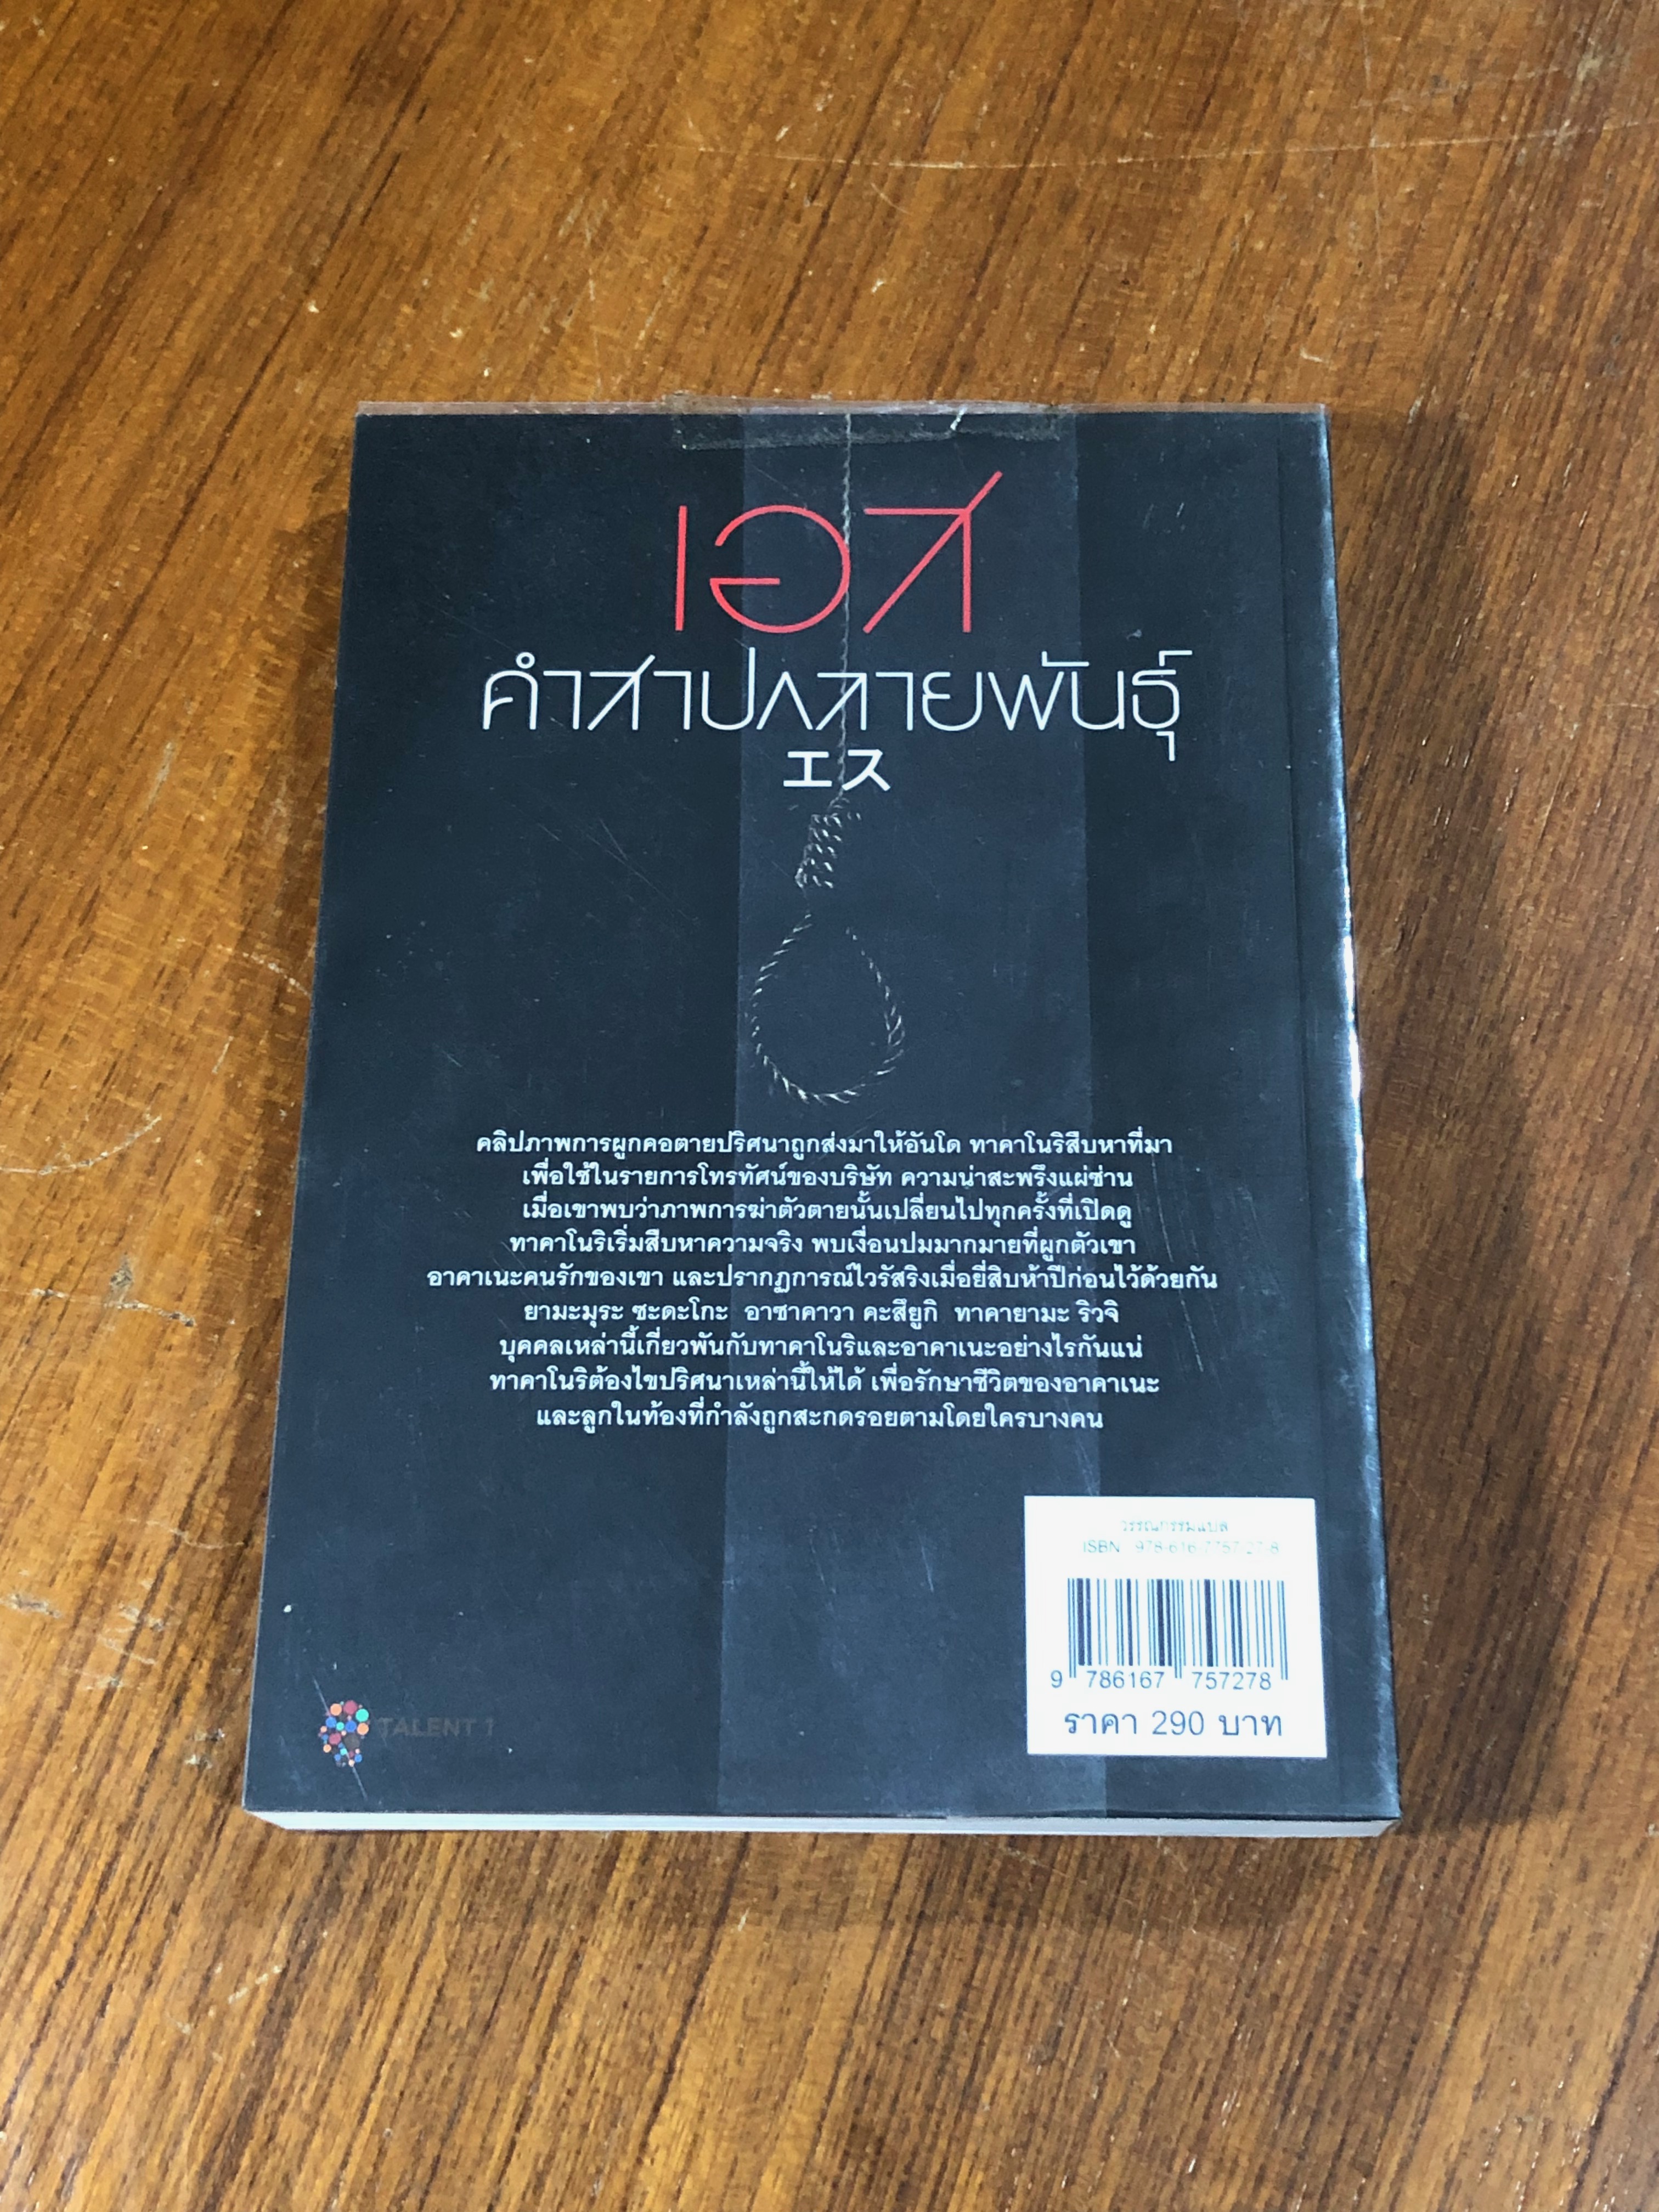 เอส
คำสาปกลายพันธุ์
エス
คลิปภาพการผูกคอตายปริศนาถูกส่งมาให้อันโด ทาคาโนริสืบหาที่มา
เพื่อใช้ในรายการโทรทัศน์ของบริษัท ความน่าสะพรึงแผ่ซ่าน
เมื่อเขาพบว่าภาพการฆ่าตัวตายนั้นเปลี่ยนไปทุกครั้งที่เปิดดู
ทาคาโนริเริ่มสืบหาความจริง พบเงื่อนปมมากมายที่ผูกตัวเขา
อาคาเนะคนรักของเขา และปรากฏการณ์ไวรัสริงเมื่อยี่สิบห้าปีก่อนไว้ด้วยกัน
ยามะมุระ ซะดะโกะ อาซาคาวา คะสึยูกิ ทาคายามะ ริวจิ
บุคคลเหล่านี้เกี่ยวพันกับทาคาโนริและอาคาเนะอย่างไรกันแน่
ทาคาโนริต้องไขปริศนาเหล่านี้ให้ได้ เพื่อรักษาชีวิตของอาคาเนะ
และลูกในท้องที่กำลังถูกสะกดรอยตามโดยใครบางคน
วรรณกรรมแปล
ISBN 978-616-7757-27-8
9 786167 757278
ราคา 290 บาท
TALENT 1